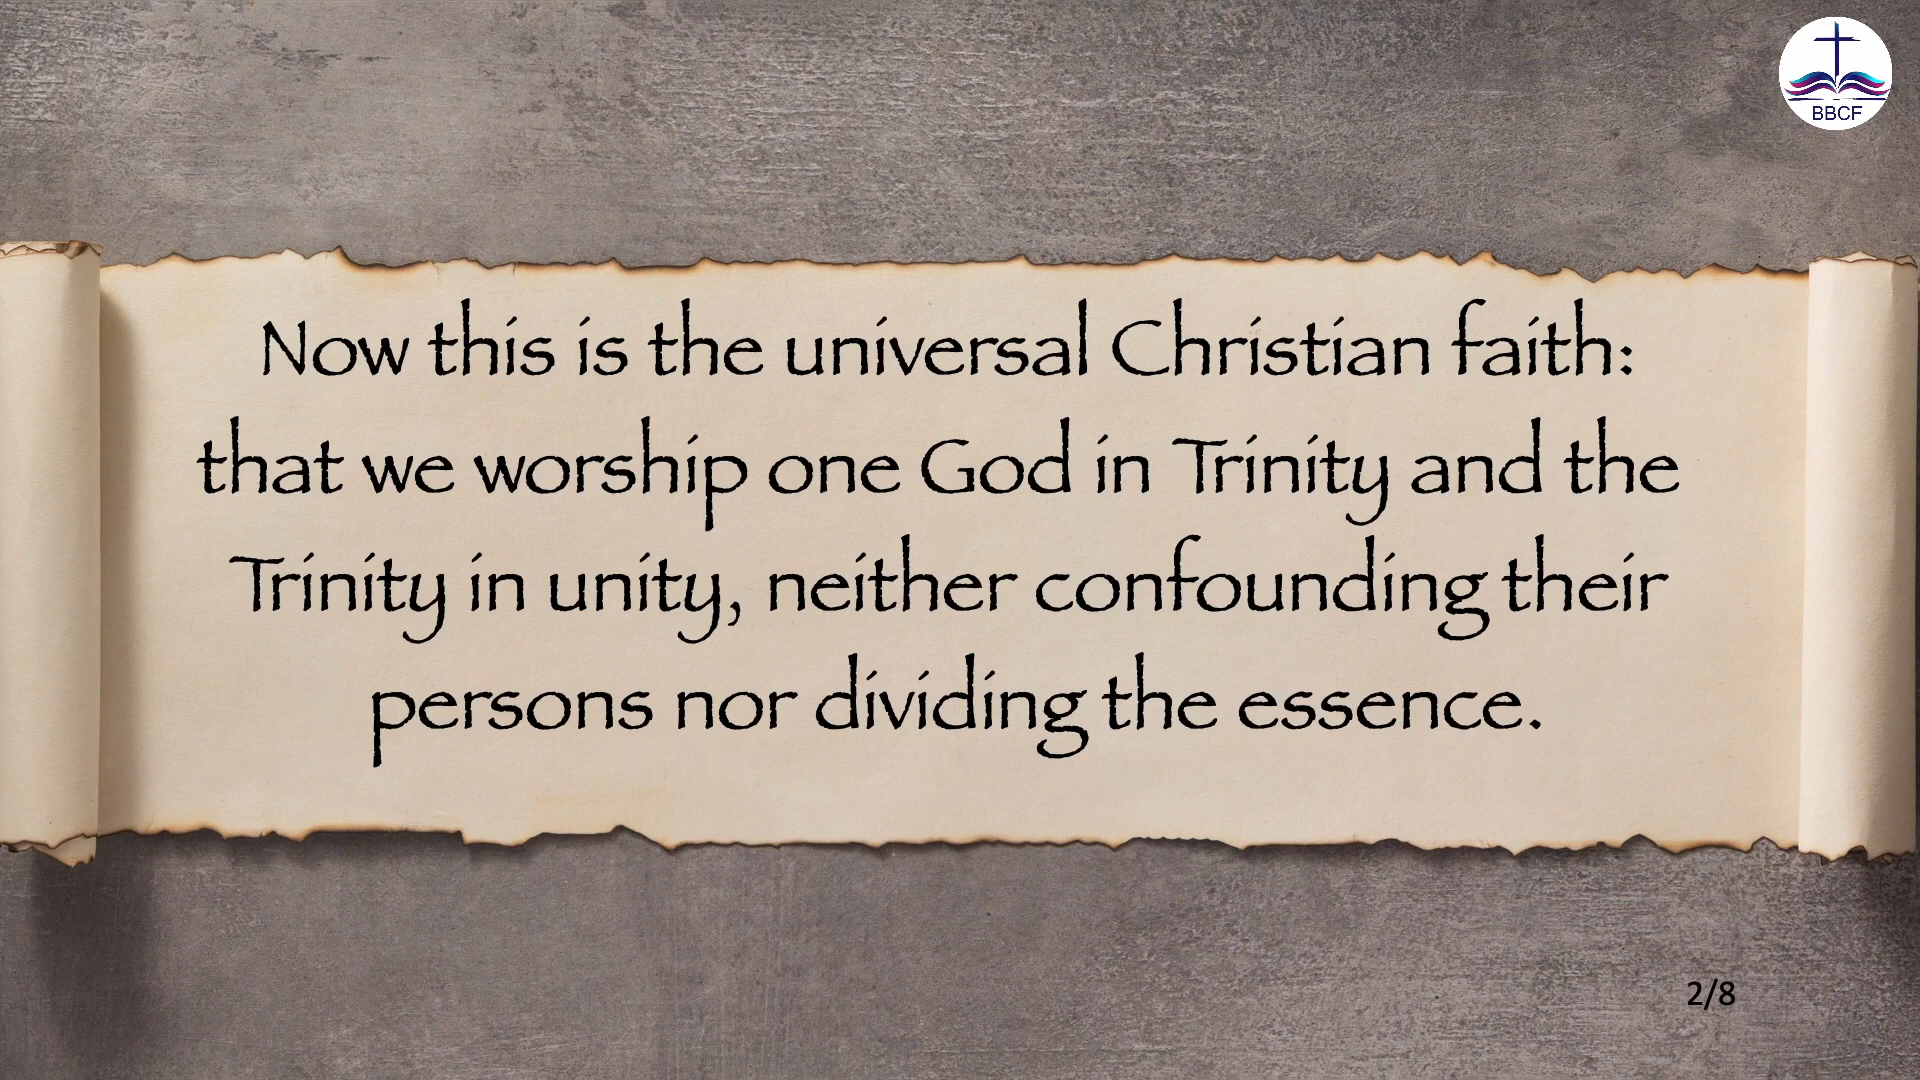 BBCF
Now this is the universal Christian faith:
that we worship one God in Trinity and the
Trinity in unity, neither confounding their
persons nor dividing the essence.
2/8